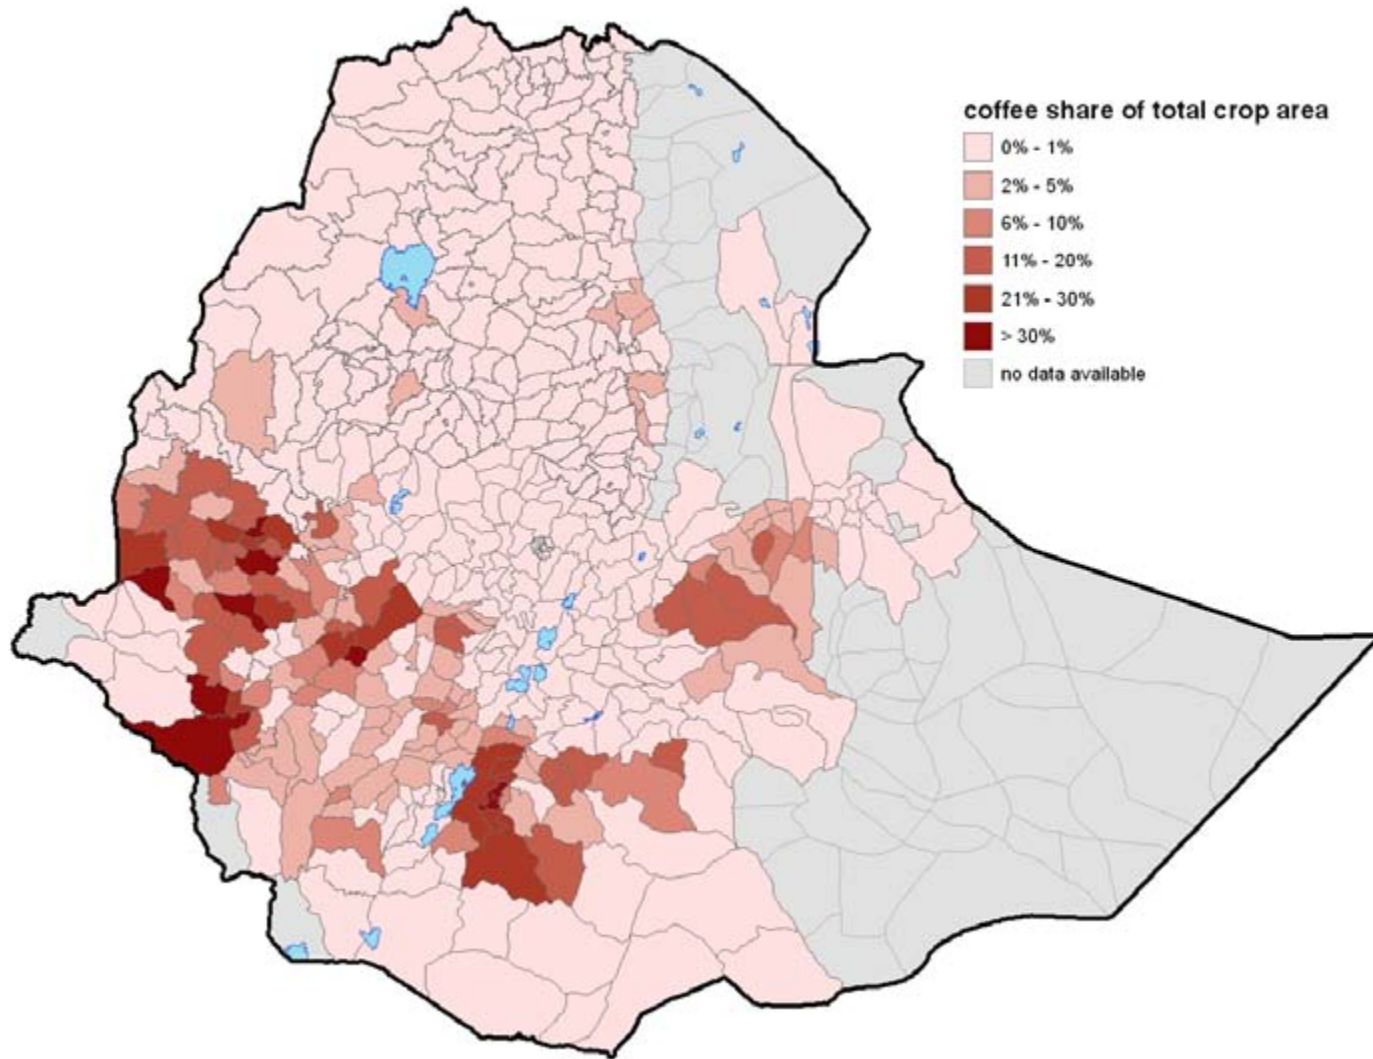 coffee share of total crop area
0% - 1%
2% - 5%
6% - 10%
11% - 20%
21% - 30%
> 30%
no data available